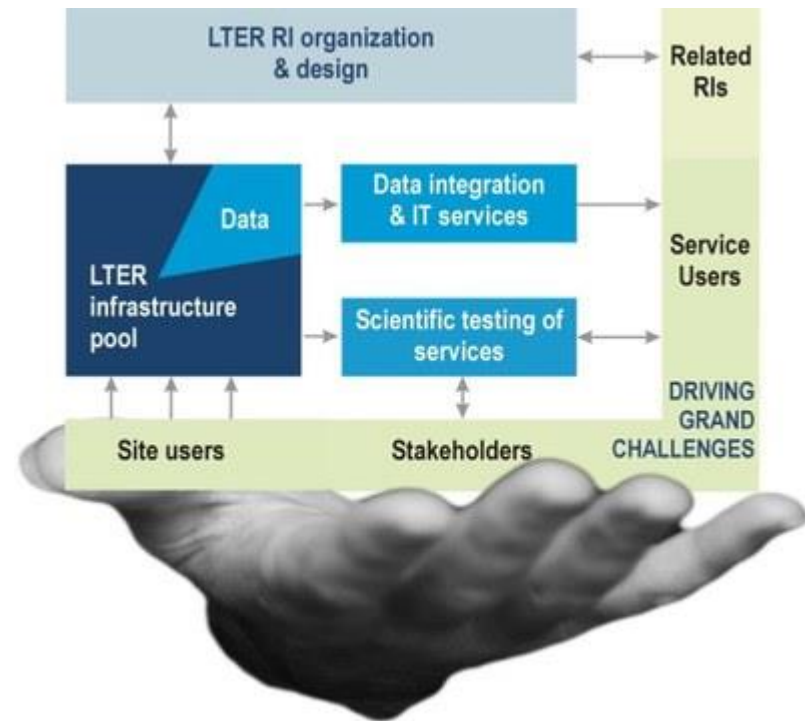 LTER RI organization
& design
Related
RIs
Data
Data integration
& IT services
LTER
infrastructure
pool
Service
Users
Scientific testing of
services
DRIVING
GRAND
CHALLENGES
Site users
Stakeholders